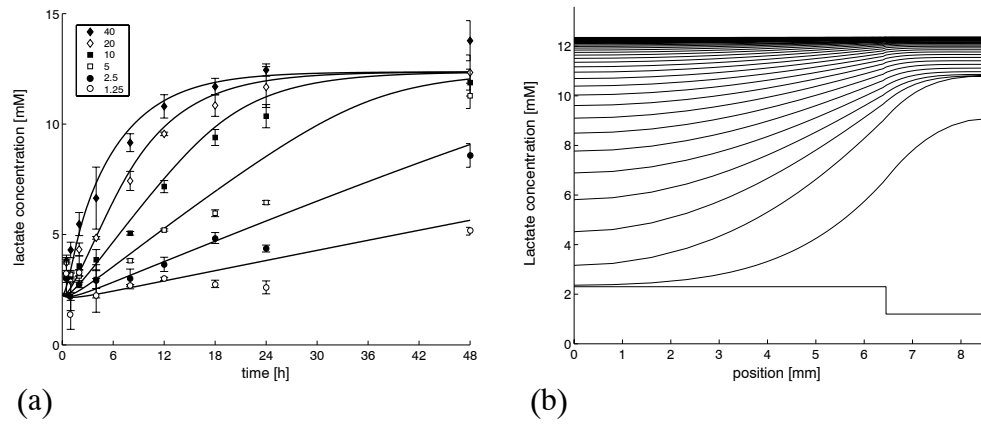 15
40
20
10
5
2.5
1.25
10
5
0
lactate concentration [mM]
0 6 12 18 24 30 36 42 48
time [h]
(a)
12
10
8
6
4
2
0
Lactate concentration [mM]
0 1 2 3 4 5 6 7 8
position [mm]
(b)